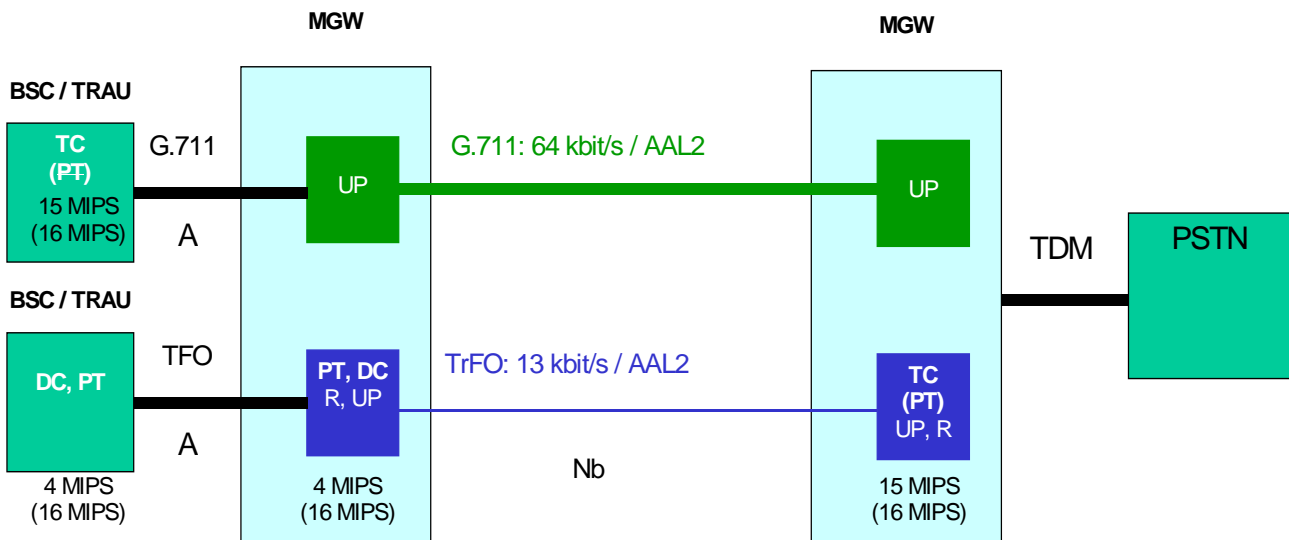 MGW
MGW
BSC / TRAU
TC
(PT)
15 MIPS
(16 MIPS)
G.711
A
UP
G.711: 64 kbit/s / AAL2
UP
TDM
PSTN
BSC / TRAU
DC, PT
4 MIPS
(16 MIPS)
TFO
A
PT, DC
R, UP
4 MIPS
(16 MIPS)
TrFO: 13 kbit/s / AAL2
Nb
TC
(PT)
UP, R
15 MIPS
(16 MIPS)